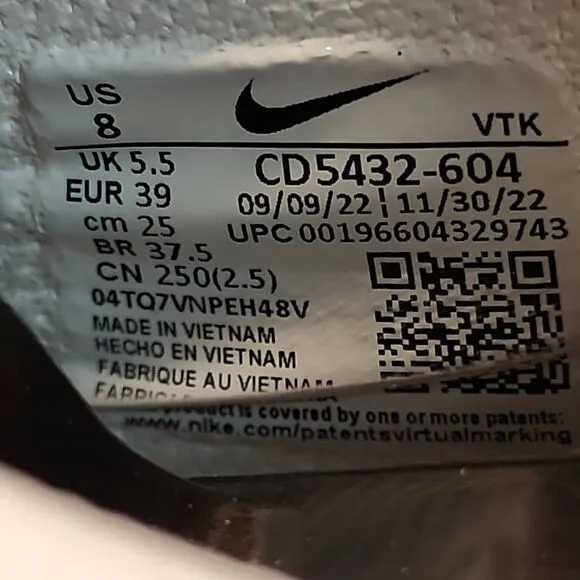 US
8
VTK
UK 5.5
EUR 39
cm 25
BR 37.5
CN 250(2.5)
CD5432-604
09/09/22 | 11/30/22
UPC 00196604329743
04TQ7VNPEH48V
MADE IN VIETNAM
HECHO EN VIETNAM
FABRIQUE AU VIETNAM
product is covered by one or more patents:
www.nike.com/patentsvirtualmarking